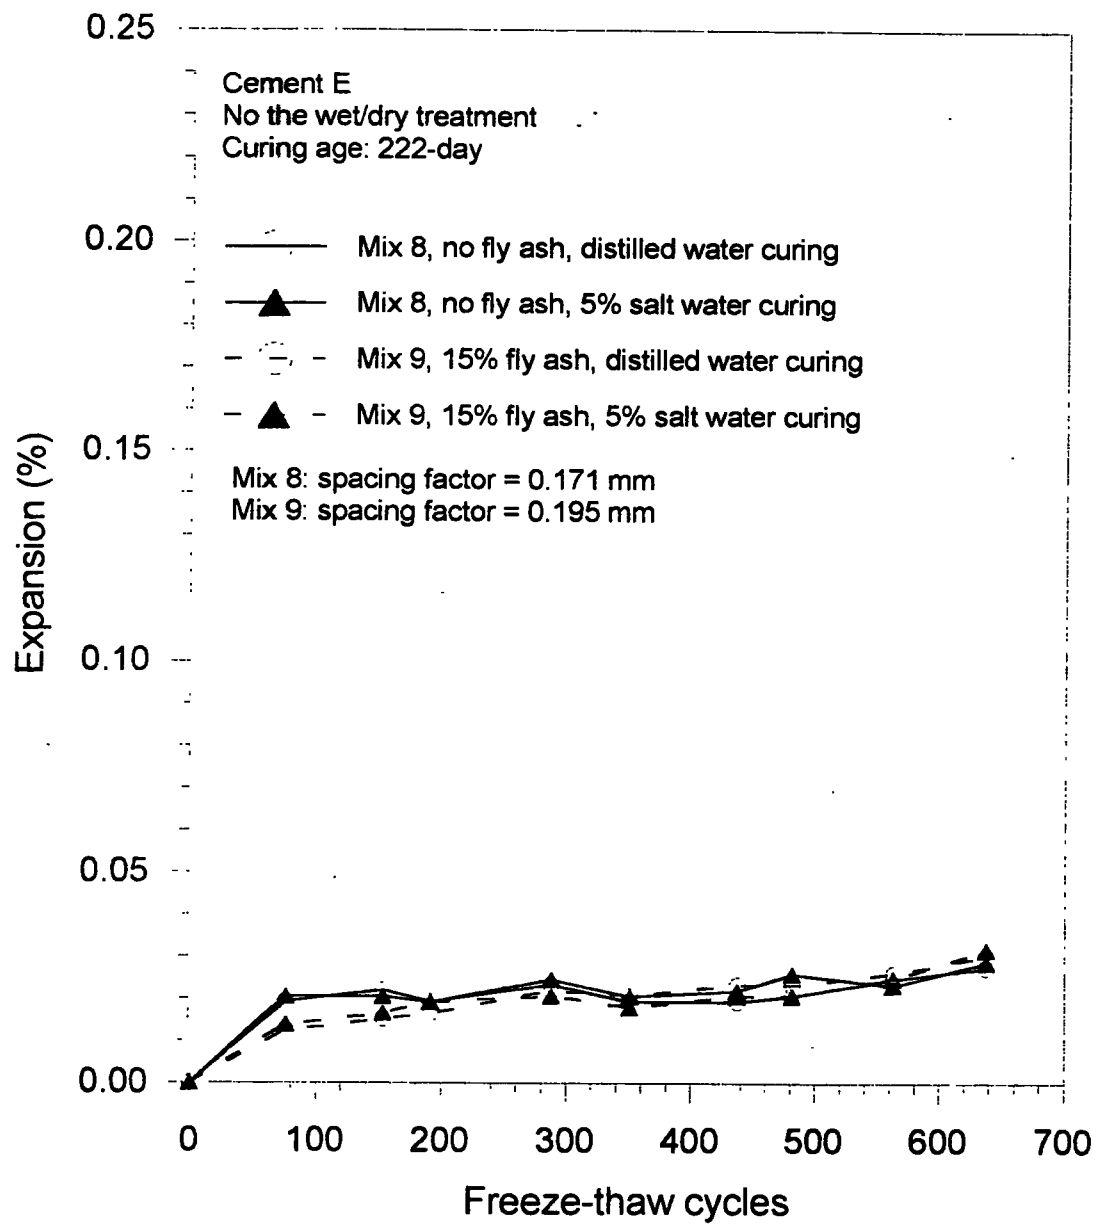 0.25
Cement E
No the wet/dry treatment
Curing age: 222-day
0.20
Mix 8, no fly ash, distilled water curing
Mix 8, no fly ash, 5% salt water curing
Mix 9, 15% fly ash, distilled water curing
Mix 9, 15% fly ash, 5% salt water curing
0.15
Mix 8: spacing factor = 0.171 mm
Mix 9: spacing factor = 0.195 mm
Expansion (%)
0.10
0.05
0.00
0 100 200 300 400 500 600 700
Freeze-thaw cycles